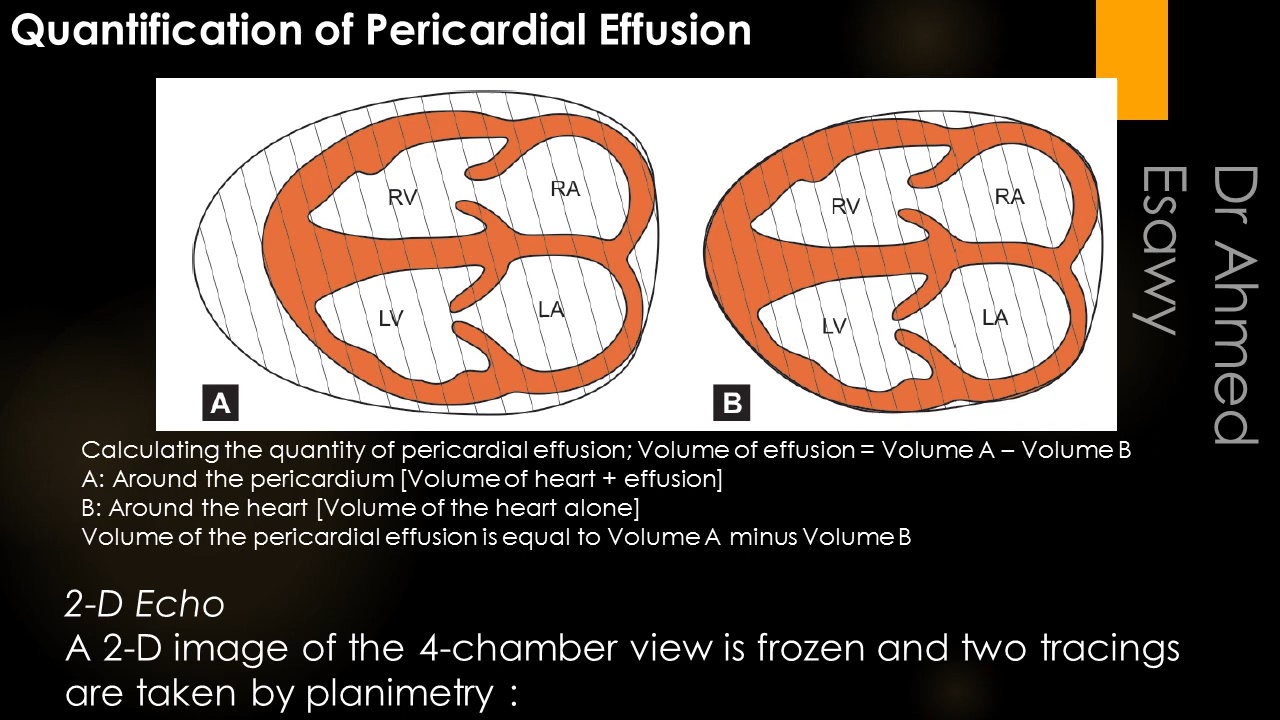 Quantification of Pericardial Effusion
RV
RA
LV
LA
A
RV
RA
LV
LA
B
Dr Ahmed
Esawy
Calculating the quantity of pericardial effusion; Volume of effusion = Volume A – Volume B
A: Around the pericardium [Volume of heart + effusion]
B: Around the heart [Volume of the heart alone]
Volume of the pericardial effusion is equal to Volume A minus Volume B
2-D Echo
A 2-D image of the 4-chamber view is frozen and two tracings
are taken by planimetry :